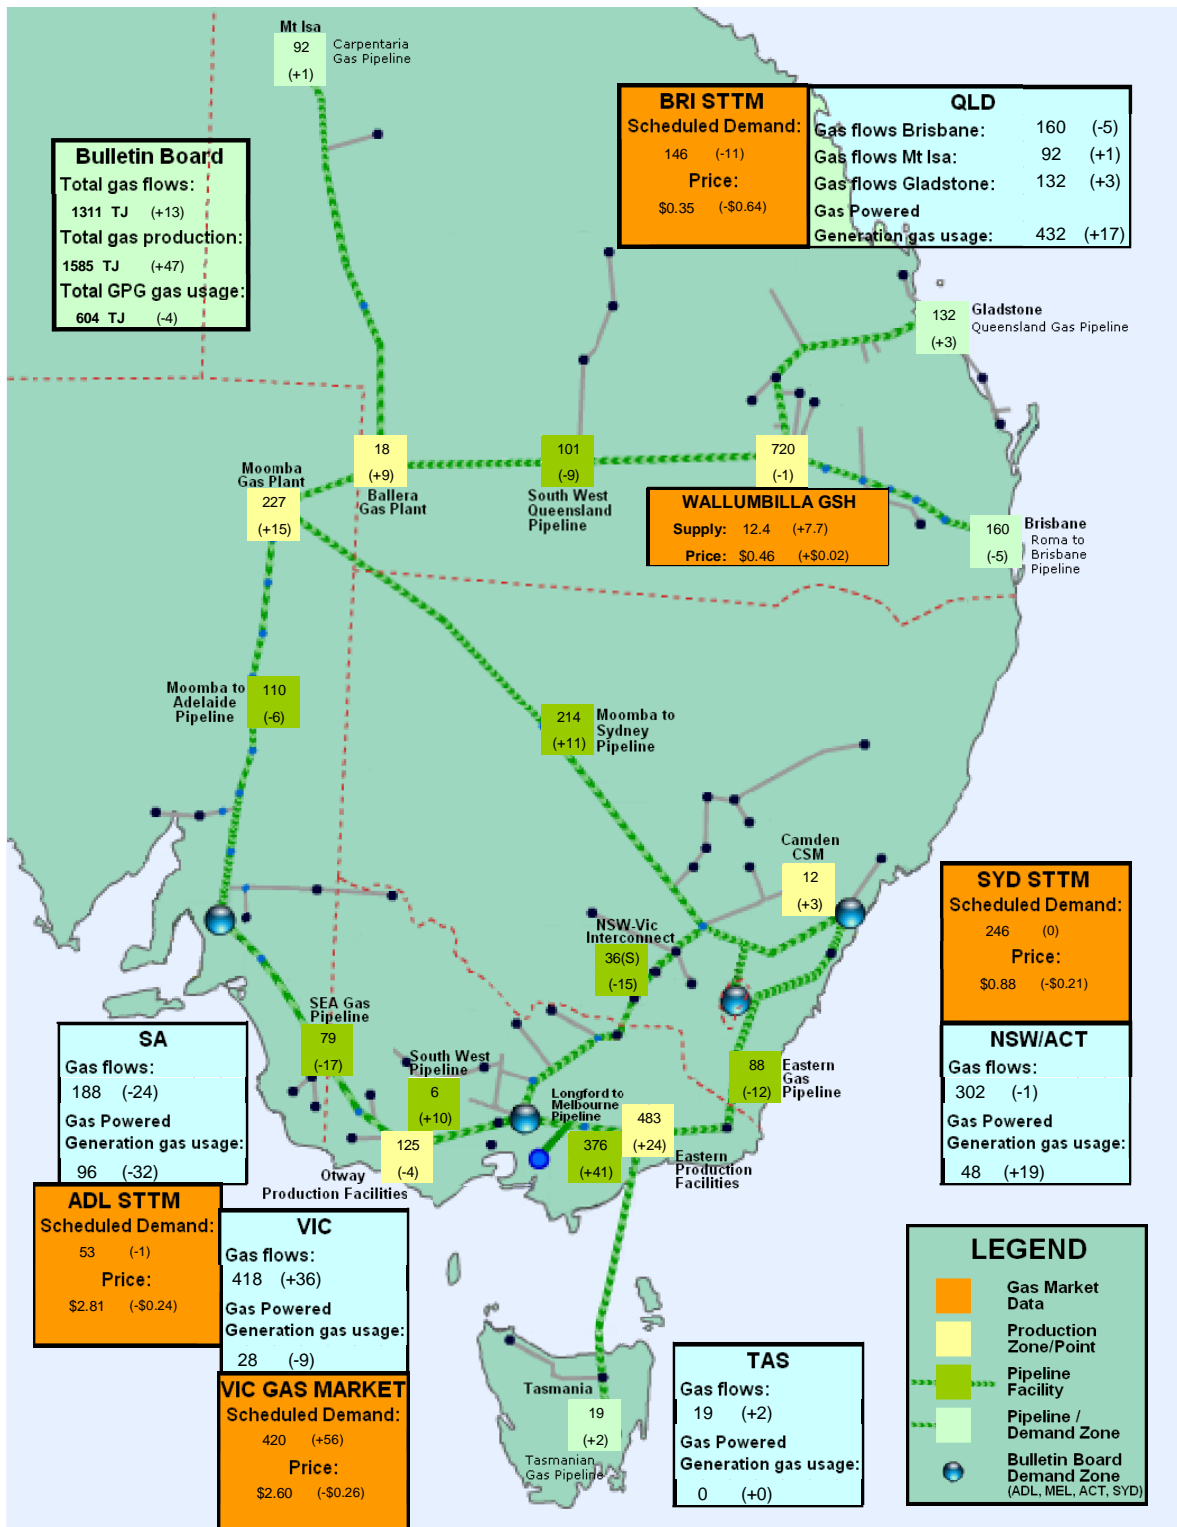 Mt Isa
92
(+1)
Carpentaria
Gas Pipeline
Bulletin Board
Total gas flows:
1311 TJ (+13)
Total gas production:
1585 TJ (+47)
Total GPG gas usage:
604 TJ (-4)
BRI STTM
Scheduled Demand:
146 (-11)
Price:
$0.35 (-$0.64)
QLD
Gas flows Brisbane: 160 (-5)
Gas flows Mt Isa: 92 (+1)
Gas flows Gladstone: 132 (+3)
Gas Powered
Generation gas usage: 432 (+17)
132
(+3)
Gladstone
Queensland Gas Pipeline
Moomba
Gas Plant
227
(+15)
18
(+9)
Ballera
Gas Plant
101
(-9)
South West
Queensland
Pipeline
720
(-1)
WALLUMBILLA GSH
Supply: 12.4 (+7.7)
Price: $0.46 (+$0.02)
160
(-5)
Brisbane
Roma to
Brisbane
Pipeline
Moomba to
Adelaide
Pipeline
110
(-6)
214
(+11)
Moomba to
Sydney
Pipeline
Camden
CSM
12
(+3)
NSW-Vic
Interconnect
36(S)
(-15)
SYD STTM
Scheduled Demand:
246 (0)
Price:
$0.88 (-$0.21)
NSW/ACT
Gas flows:
302 (-1)
Gas Powered
Generation gas usage:
48 (+19)
SEA Gas
Pipeline
79
(-17)
South West
Pipeline
6
(+10)
Longford to
Melbourne
Pipeline
376
(+41)
483
(+24)
Eastern
Production
Facilities
88
(-12)
Eastern
Gas
Pipeline
125
(-4)
Otway
Production Facilities
SA
Gas flows:
188 (-24)
Gas Powered
Generation gas usage:
96 (-32)
ADL STTM
Scheduled Demand:
53 (-1)
Price:
$2.81 (-$0.24)
VIC
Gas flows:
418 (+36)
Gas Powered
Generation gas usage:
28 (-9)
VIC GAS MARKET
Scheduled Demand:
420 (+56)
Price:
$2.60 (-$0.26)
Tasmania
19
(+2)
Tasmanian
Gas Pipeline
TAS
Gas flows:
19 (+2)
Gas Powered
Generation gas usage:
0 (+0)
LEGEND
Gas Market
Data
Production
Zone/Point
Pipeline
Facility
Pipeline /
Demand Zone
Bulletin Board
Demand Zone
(ADL, MEL, ACT, SYD)